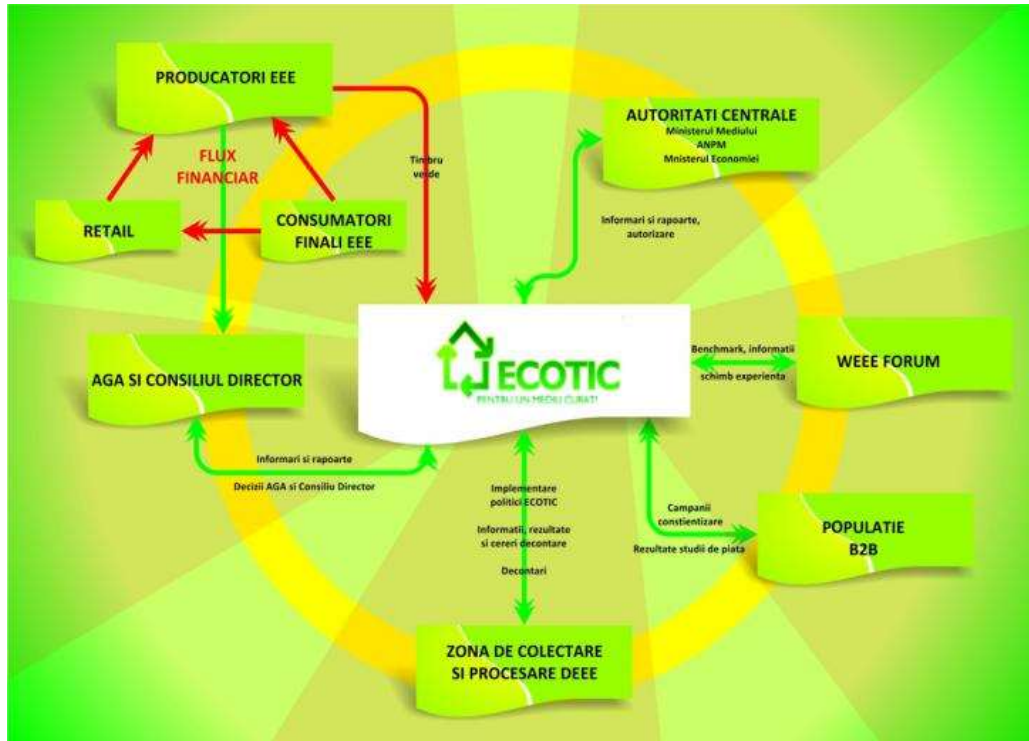 PRODUCATORI EEE
AUTORITATI CENTRALE
Ministerul Mediului
ANPM
Mnisterul Economiei
FLUX
FINANCIAR
Timbru
verde
RETAIL
CONSUMATORI
FINALI EEE
Informari si rapoarte,
autorizare
AGA SI CONSILIUL DIRECTOR
ECOTIC
PENTRU UN MEDIU CURAT!
Benchmark, informatii
schimb experienta
WEEE FORUM
Informari si rapoarte
Decizii AGA si Consiliu Director
Implementare
politici ECOTIC
Informatii, rezultate
si cereri decontare
Decontari
Campanii
constientizare
Rezultate studii de piata
POPULATIE
B2B
ZONA DE COLECTARE
SI PROCESARE DEEE